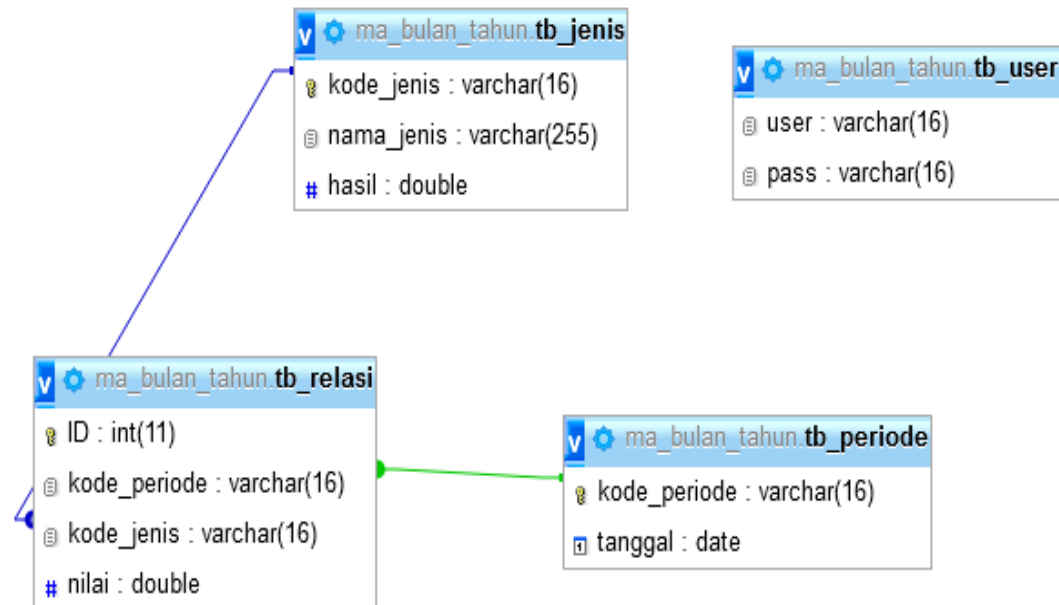 ma_bulan_tahun.tb_jenis
kode_jenis : varchar(16)
nama_jenis : varchar(255)
# hasil : double
ma_bulan_tahun.tb_user
user : varchar(16)
pass : varchar(16)
ma_bulan_tahun.tb_relasi
ID : int(11)
kode_periode : varchar(16)
kode_jenis : varchar(16)
# nilai : double
ma_bulan_tahun.tb_periode
kode_periode : varchar(16)
tanggal : date